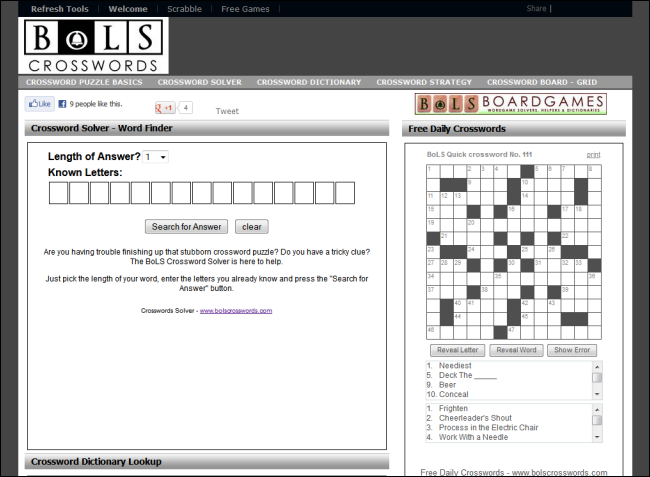 Refresh Tools | Welcome | Scrabble | Free Games Share |
B O L S
CROSSWORDS
CROSSWORD PUZZLE BASICS CROSSWORD SOLVER CROSSWORD DICTIONARY CROSSWORD STRATEGY CROSSWORD BOARD - GRID
Like 9 people like this. +1 4 Tweet
BOLS BOARDGAMES
WORDGAME SOLVERS, HELPERS & DICTIONARIES
Crossword Solver - Word Finder
Length of Answer? 1
Known Letters:
Search for Answer clear
Are you having trouble finishing up that stubborn crossword puzzle? Do you have a tricky clue?
The BoLS Crossword Solver is here to help.
Just pick the length of your word, enter the letters you already know and press the "Search for
Answer" button.
Crosswords Solver - www.bolscrosswords.com
Crossword Dictionary Lookup
Free Daily Crosswords
BoLS Quick crossword No. 111 print
1 2 3 4 5 6 7 8
9 10
11 12 13 14
15 16 17 18
19 20
21 22
23 24 25 26
27 28 29 30 31 32 33
34 35 36
37 38 39
40 41 42 43
44 45
46 47
Reveal Letter Reveal Word Show Error
1. Neediest
5. Deck The _____
9. Beer
10. Conceal
1. Frighten
2. Cheerleader's Shout
3. Process in the Electric Chair
4. Work With a Needle
Free Daily Crosswords - www.bolscrosswords.com